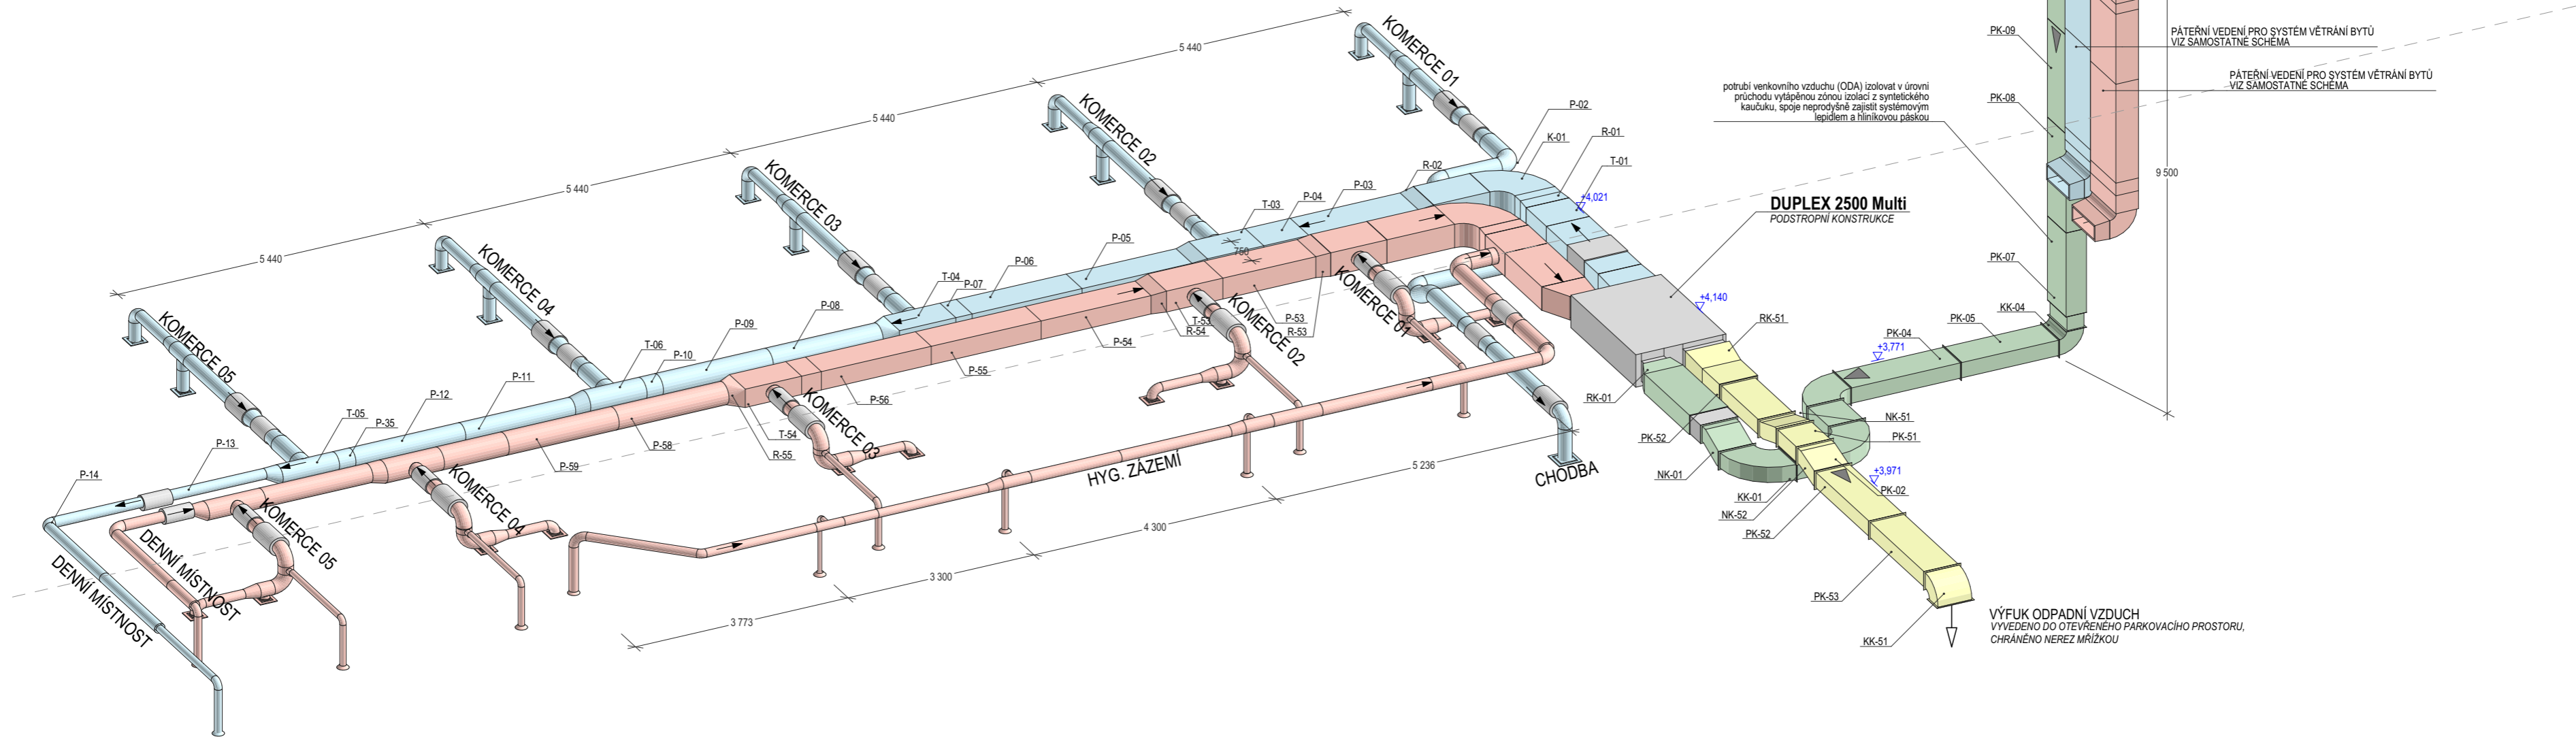 5 440
5 440
5 440
5 440
KOMERCE 01
KOMERCE 02
KOMERCE 03
KOMERCE 04
KOMERCE 05
P-02
K-01
R-01
T-01
R-02
+4,021
P-03
P-04
T-03
750
P-05
P-06
P-07
T-04
P-08
P-09
P-10
T-06
P-11
P-12
P-35
T-05
P-13
P-14
DUPLEX 2500 Multi
PODSTROPNÍ KONSTRUKCE
potrubí venkovního vzduchu (ODA) izolovat v úrovni
průchodu vytápěnou zónou izolací z syntetického
kaučuku, spoje neprodyšně zajistit systémovým
lepidlem a hliníkovou páskou
PK-09
PK-08
PK-07
KK-04
PK-05
PK-04
+3,771
PÁTEŘNÍ VEDENÍ PRO SYSTÉM VĚTRÁNÍ BYTŮ
VIZ SAMOSTATNÉ SCHÉMA
PÁTEŘNÍ VEDENÍ PRO SYSTÉM VĚTRÁNÍ BYTŮ
VIZ SAMOSTATNÉ SCHÉMA
9 500
+4,140
RK-51
RK-01
PK-52
NK-01
KK-01
NK-52
PK-52
NK-51
PK-51
+3,971
PK-02
PK-53
KK-51
VÝFUK ODPADNÍ VZDUCH
VYVEDENO DO OTEVŘENÉHO PARKOVACÍHO PROSTORU,
CHRÁNĚNO NEREZ MŘÍŽKOU
KOMERCE 01
R-53
P-53
T-53
R-54
KOMERCE 02
P-54
P-55
P-56
KOMERCE 03
T-54
R-55
P-58
P-59
KOMERCE 04
KOMERCE 05
DENNÍ MÍSTNOST
DENNÍ MÍSTNOST
HYG. ZÁZEMÍ
CHODBA
5 236
4 300
3 300
3 773